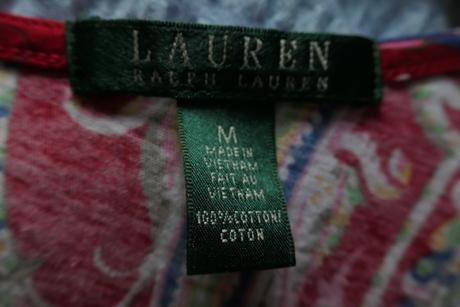 LAUREN
RALPH LAUREN
M
MADE IN
VIETNAM
FAIT AU
VIETNAM
100% COTTON/
COTON